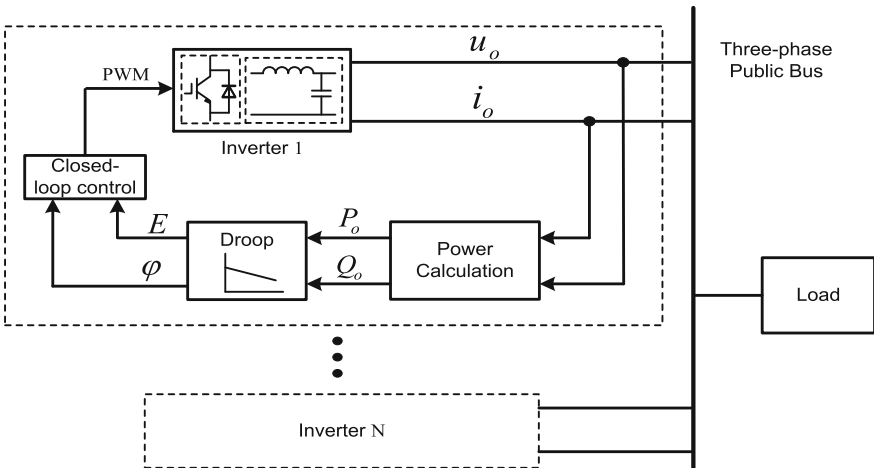 u_o
Three-phase
Public Bus
PWM
i_o
Inverter 1
Closed-
loop control
E
P_o
Droop
Power
Calculation
φ
Q_o
Load
Inverter N